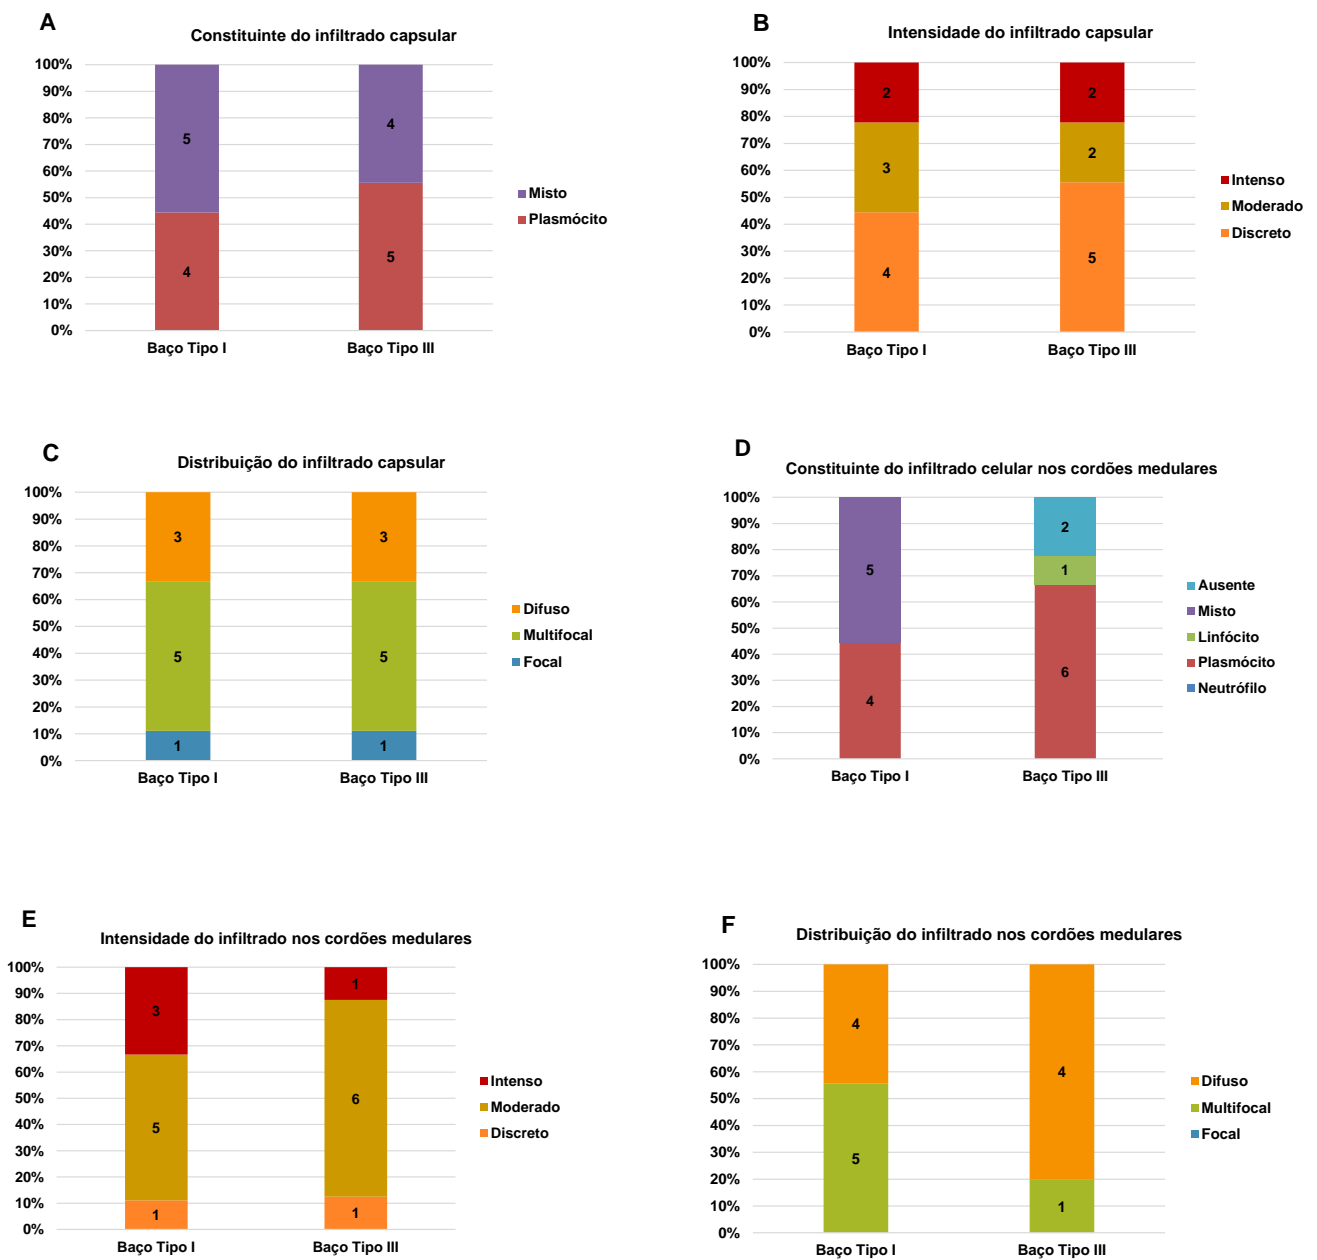 A
Constituinte do infiltrado capsular
100%
90%
80%
70%
60%
50%
40%
30%
20%
10%
0%
5
4
4
5
Baço Tipo I
Baço Tipo III
Misto
Plasmócito
B
Intensidade do infiltrado capsular
100%
90%
80%
70%
60%
50%
40%
30%
20%
10%
0%
2
3
4
2
2
5
Baço Tipo I
Baço Tipo III
Intenso
Moderado
Discreto
C
Distribuição do infiltrado capsular
100%
90%
80%
70%
60%
50%
40%
30%
20%
10%
0%
3
5
1
3
5
1
Baço Tipo I
Baço Tipo III
Difuso
Multifocal
Focal
D
Constituinte do infiltrado celular nos cordões medulares
100%
90%
80%
70%
60%
50%
40%
30%
20%
10%
0%
5
4
2
1
6
Baço Tipo I
Baço Tipo III
Ausente
Misto
Linfócito
Plasmócito
Neutrófilo
E
Intensidade do infiltrado nos cordões medulares
100%
90%
80%
70%
60%
50%
40%
30%
20%
10%
0%
3
5
1
1
6
1
Baço Tipo I
Baço Tipo III
Intenso
Moderado
Discreto
F
Distribuição do infiltrado nos cordões medulares
100%
90%
80%
70%
60%
50%
40%
30%
20%
10%
0%
4
5
4
1
Baço Tipo I
Baço Tipo III
Difuso
Multifocal
Focal